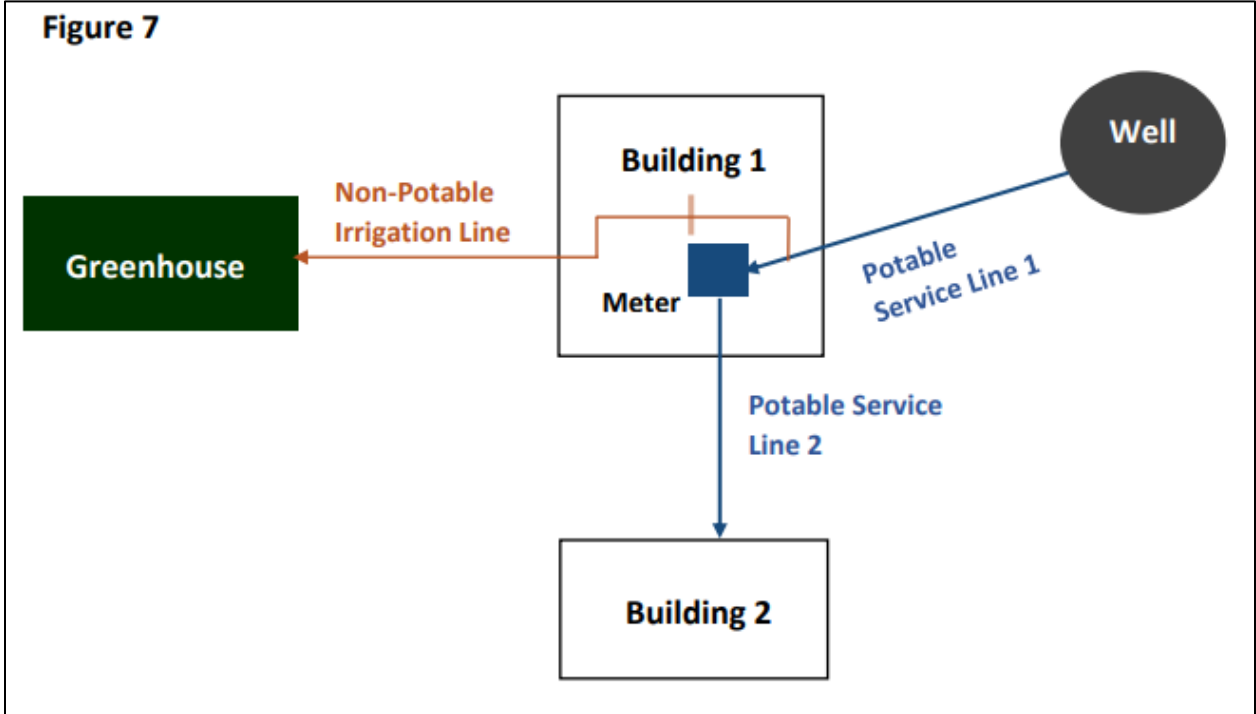 Figure 7
Well
Building 1
Non-Potable
Irrigation Line
Greenhouse
Potable
Service Line 1
Meter
Potable Service
Line 2
Building 2